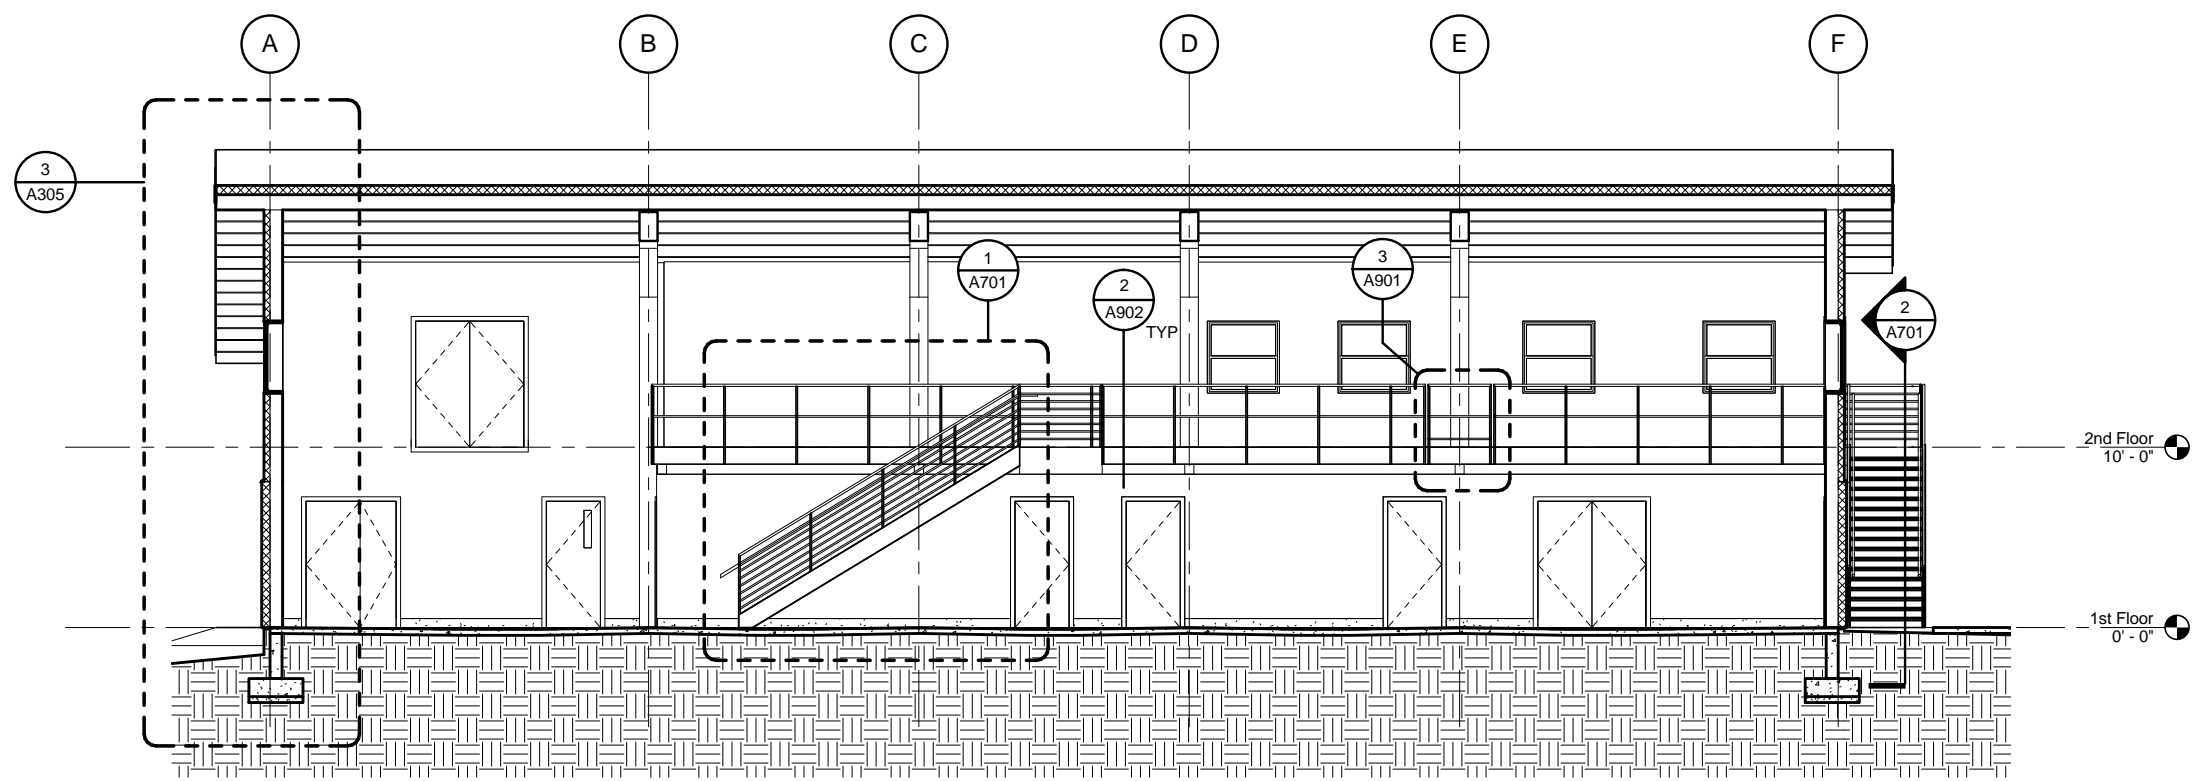 A
B
C
D
E
F
3
A305
1
A701
2
A902
TYP
3
A901
2
A701
2nd Floor
10' - 0"
1st Floor
0' - 0"